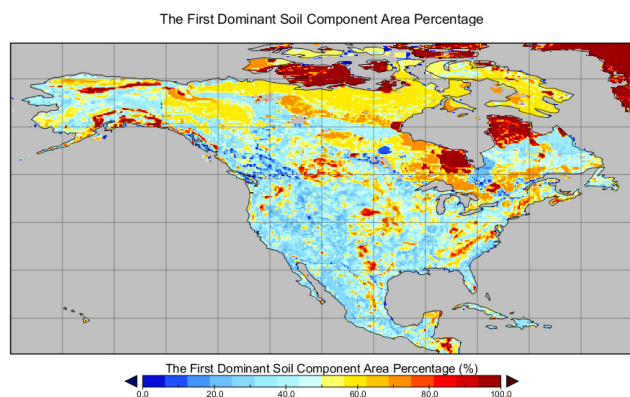 The First Dominant Soil Component Area Percentage
The First Dominant Soil Component Area Percentage (%)
0.0 20.0 40.0 60.0 80.0 100.0